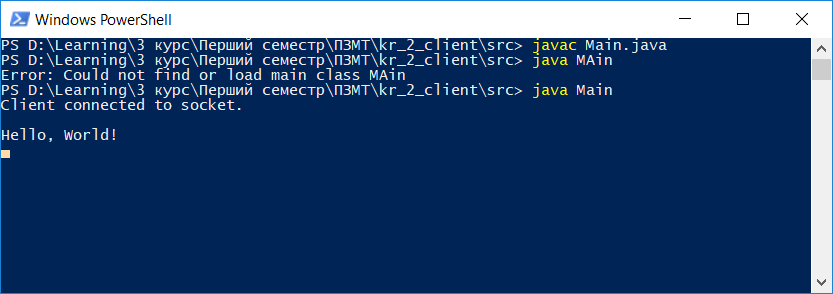 Windows PowerShell
PS D:\Learning\3 курс\Перший семестр\ПЗМТ\kr_2_client\src> javac Main.java
PS D:\Learning\3 курс\Перший семестр\ПЗМТ\kr_2_client\src> java MAin
Error: Could not find or load main class MAin
PS D:\Learning\3 курс\Перший семестр\ПЗМТ\kr_2_client\src> java Main
Client connected to socket.
Hello, World!